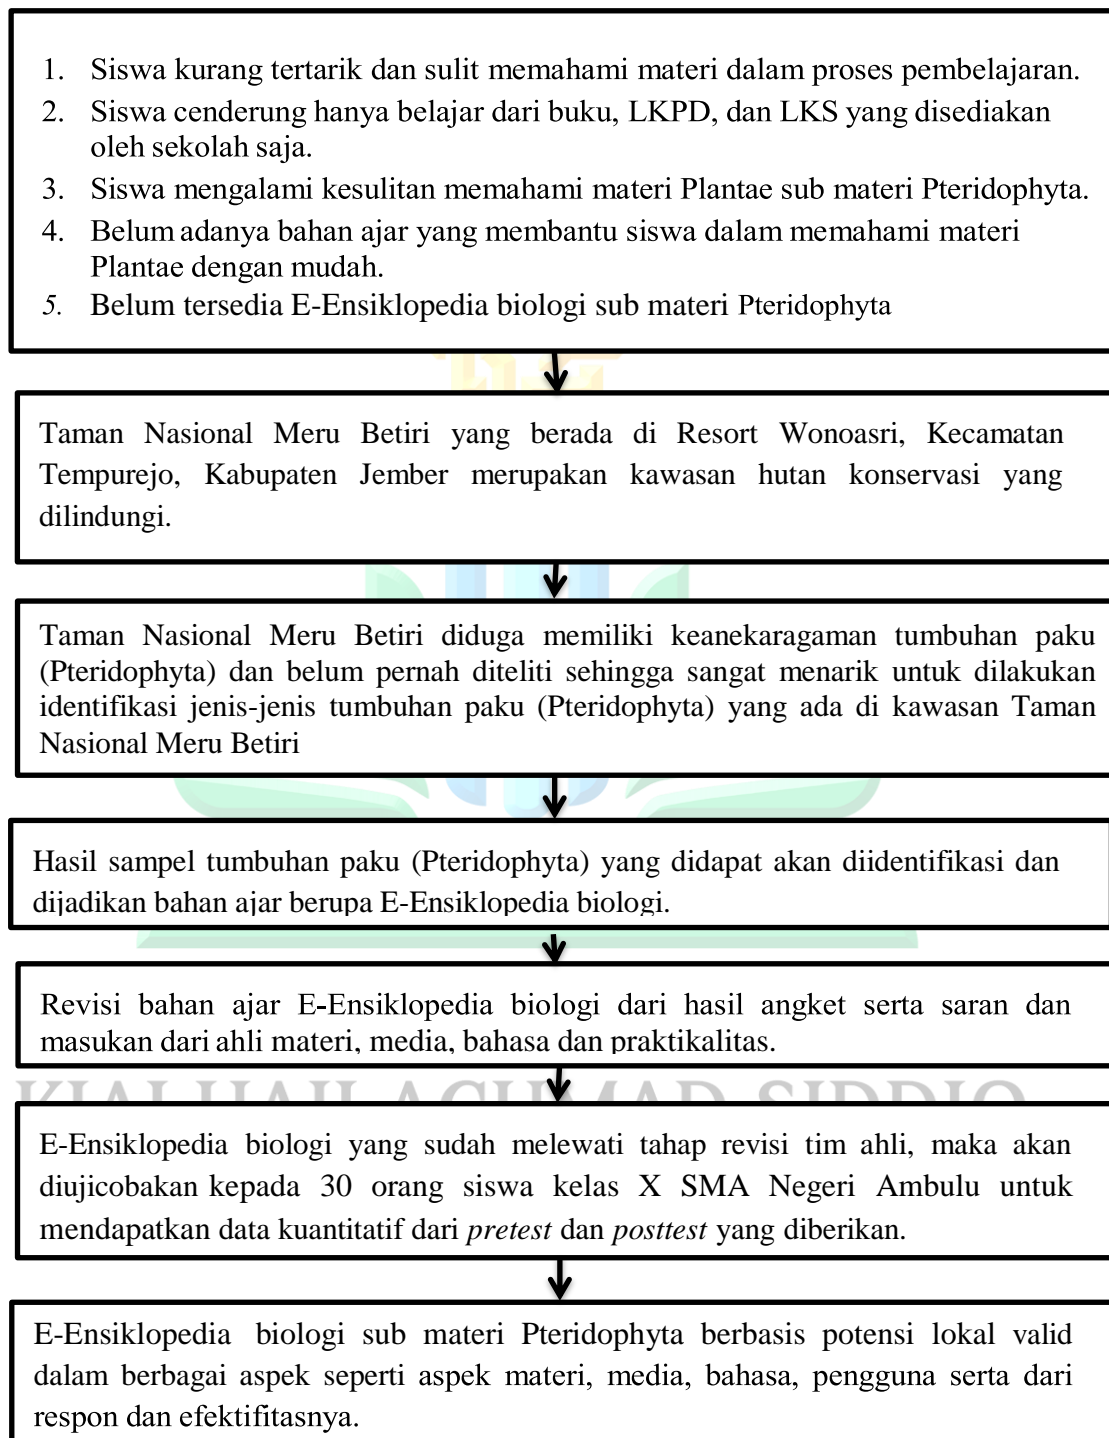 1. Siswa kurang tertarik dan sulit memahami materi dalam proses pembelajaran.
2. Siswa cenderung hanya belajar dari buku, LKPD, dan LKS yang disediakan
oleh sekolah saja.
3. Siswa mengalami kesulitan memahami materi Plantae sub materi Pteridophyta.
4. Belum adanya bahan ajar yang membantu siswa dalam memahami materi
Plantae dengan mudah.
5. Belum tersedia E-Ensiklopedia biologi sub materi Pteridophyta
Taman Nasional Meru Betiri yang berada di Resort Wonoasri, Kecamatan
Tempurejo, Kabupaten Jember merupakan kawasan hutan konservasi yang
dilindungi.
Taman Nasional Meru Betiri diduga memiliki keanekaragaman tumbuhan paku
(Pteridophyta) dan belum pernah diteliti sehingga sangat menarik untuk dilakukan
identifikasi jenis-jenis tumbuhan paku (Pteridophyta) yang ada di kawasan Taman
Nasional Meru Betiri
Hasil sampel tumbuhan paku (Pteridophyta) yang didapat akan diidentifikasi dan
dijadikan bahan ajar berupa E-Ensiklopedia biologi.
Revisi bahan ajar E-Ensiklopedia biologi dari hasil angket serta saran dan
masukan dari ahli materi, media, bahasa dan praktikalitas.
KIAI HAJI ACHMAD SIDDIQ
E-Ensiklopedia biologi yang sudah melewati tahap revisi tim ahli, maka akan
diujicobakan kepada 30 orang siswa kelas X SMA Negeri Ambulu untuk
mendapatkan data kuantitatif dari pretest dan posttest yang diberikan.
E-Ensiklopedia biologi sub materi Pteridophyta berbasis potensi lokal valid
dalam berbagai aspek seperti aspek materi, media, bahasa, pengguna serta dari
respon dan efektifitasnya.